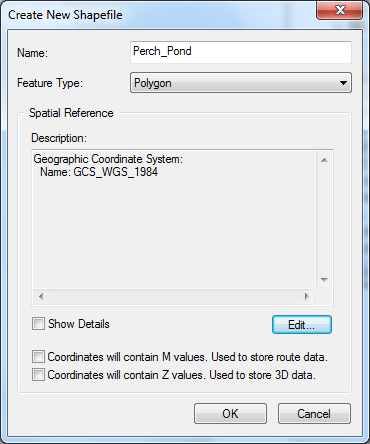 Create New Shapefile
Name:
Perch_Pond
Feature Type:
Polygon
Spatial Reference
Description:
Geographic Coordinate System:
Name: GCS_WGS_1984
Show Details
Edit...
Coordinates will contain M values. Used to store route data.
Coordinates will contain Z values. Used to store 3D data.
OK
Cancel